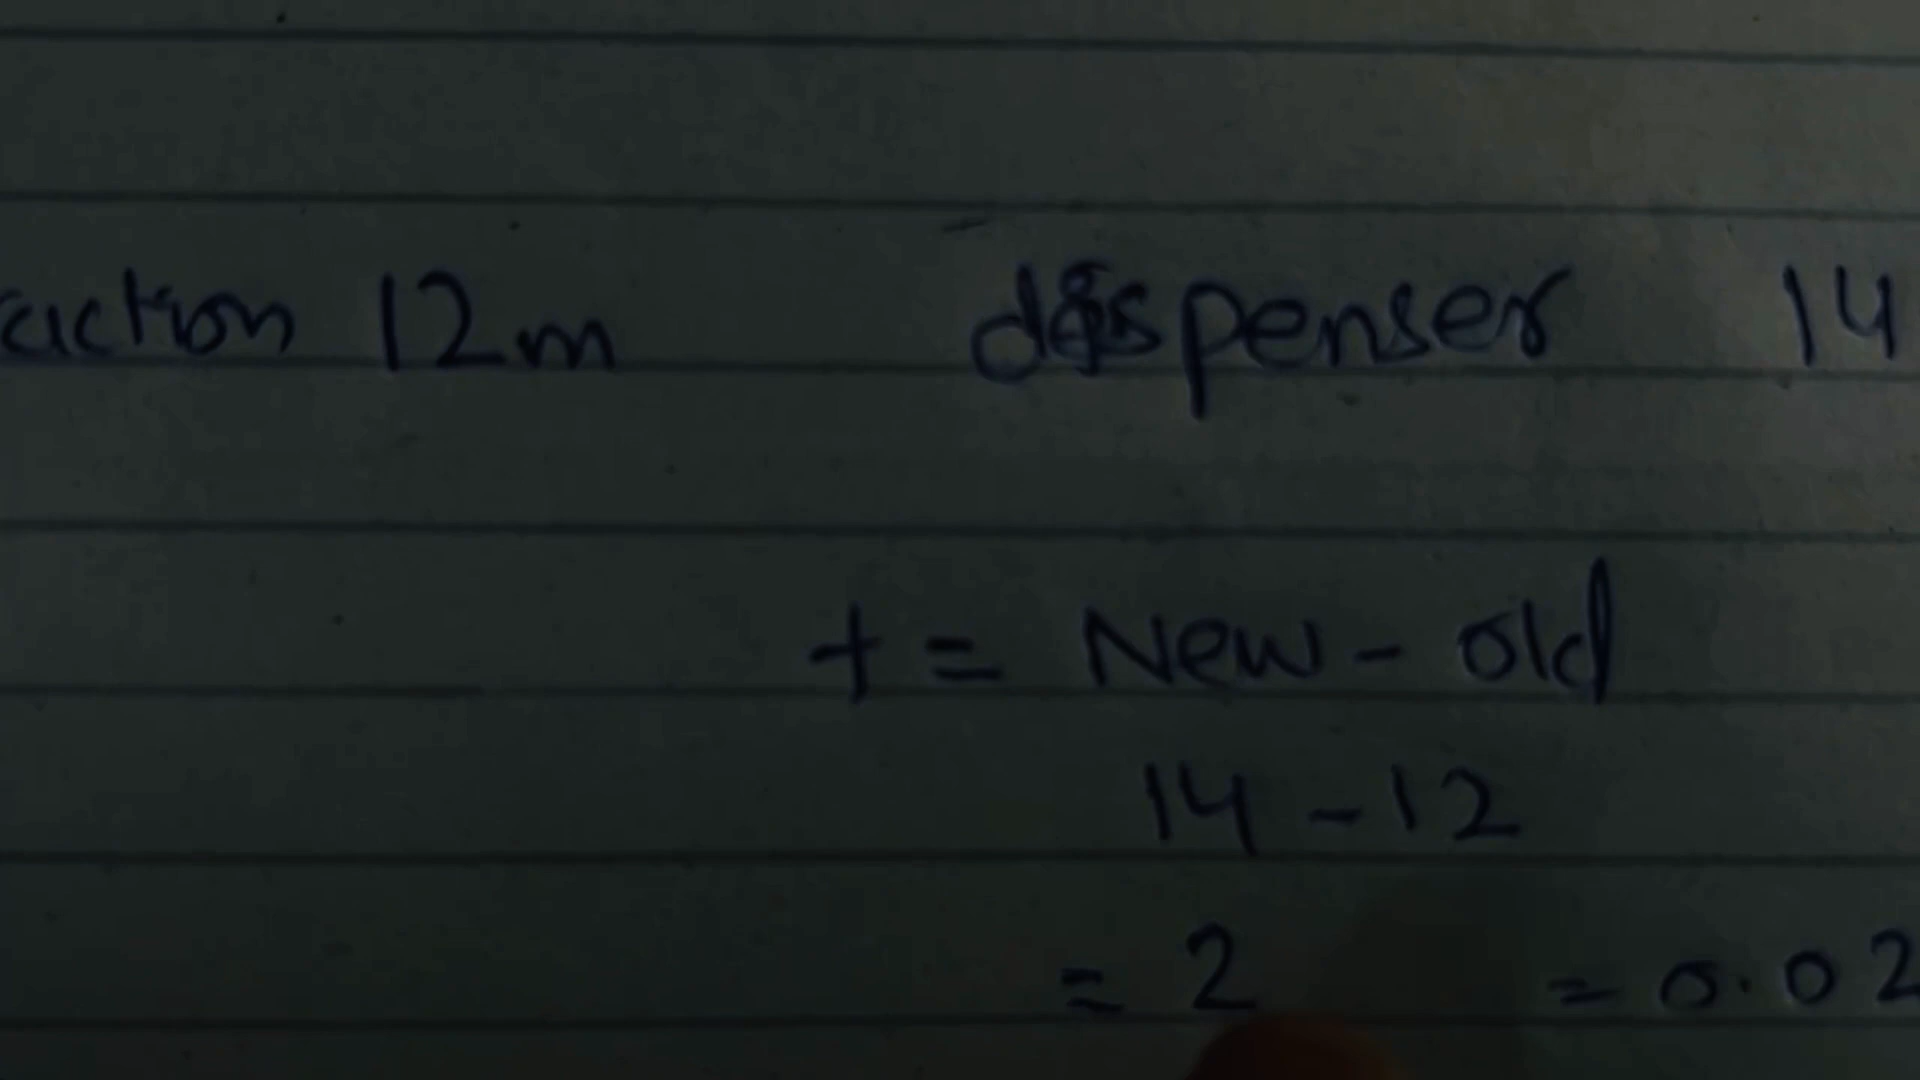 action 12m dispenser 14
+ = New - old
14 - 12
= 2 = 0.02